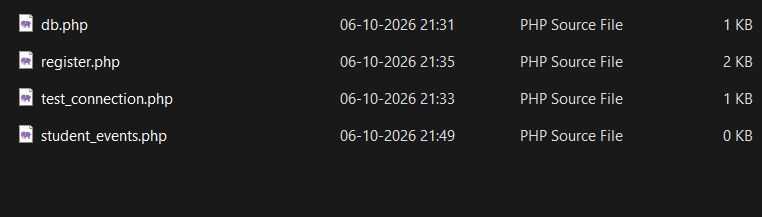 db.php 06-10-2026 21:31 PHP Source File 1 KB
register.php 06-10-2026 21:35 PHP Source File 2 KB
test_connection.php 06-10-2026 21:33 PHP Source File 1 KB
student_events.php 06-10-2026 21:49 PHP Source File 0 KB